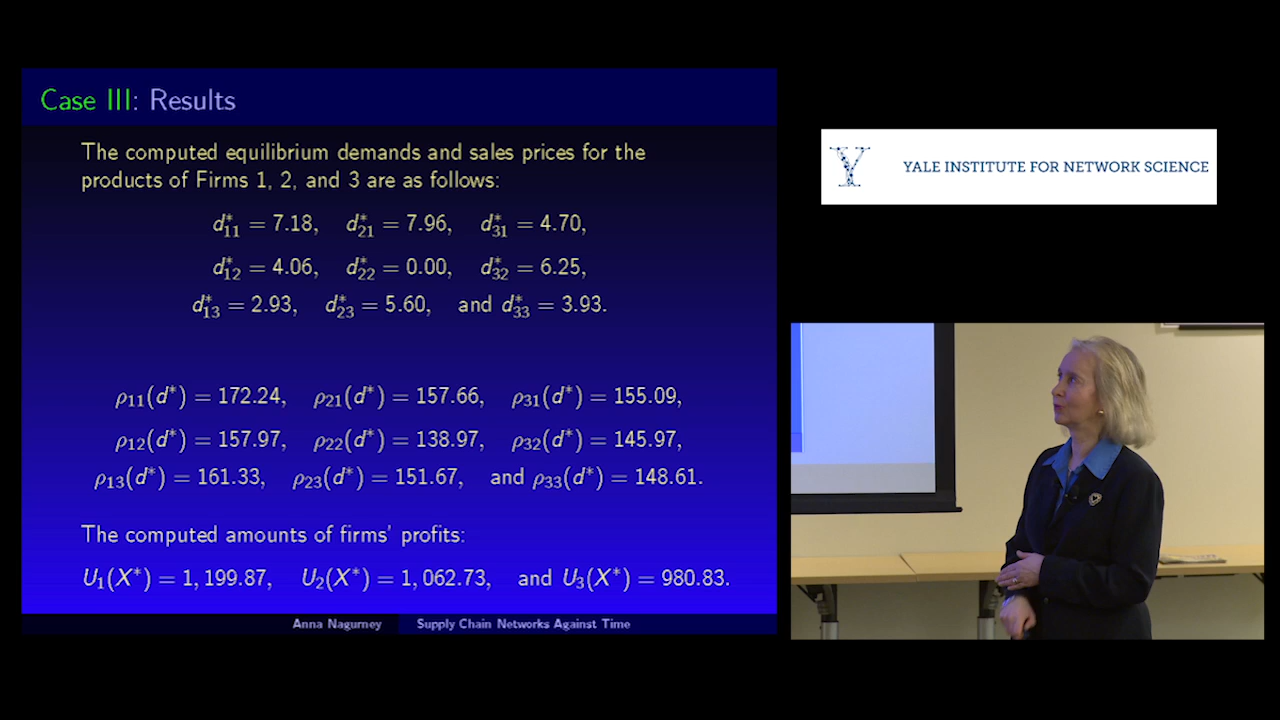 Case III: Results
The computed equilibrium demands and sales prices for the
products of Firms 1, 2, and 3 are as follows:
d*₁₁ = 7.18, d*₂₁ = 7.96, d*₃₁ = 4.70,
d*₁₂ = 4.06, d*₂₂ = 0.00, d*₃₂ = 6.25,
d*₁₃ = 2.93, d*₂₃ = 5.60, and d*₃₃ = 3.93.
ρ₁₁(d*) = 172.24, ρ₂₁(d*) = 157.66, ρ₃₁(d*) = 155.09,
ρ₁₂(d*) = 157.97, ρ₂₂(d*) = 138.97, ρ₃₂(d*) = 145.97,
ρ₁₃(d*) = 161.33, ρ₂₃(d*) = 151.67, and ρ₃₃(d*) = 148.61.
The computed amounts of firms' profits:
U₁(X*) = 1, 199.87, U₂(X*) = 1, 062.73, and U₃(X*) = 980.83.
Anna Nagurney Supply Chain Networks Against Time
Y YALE INSTITUTE FOR NETWORK SCIENCE